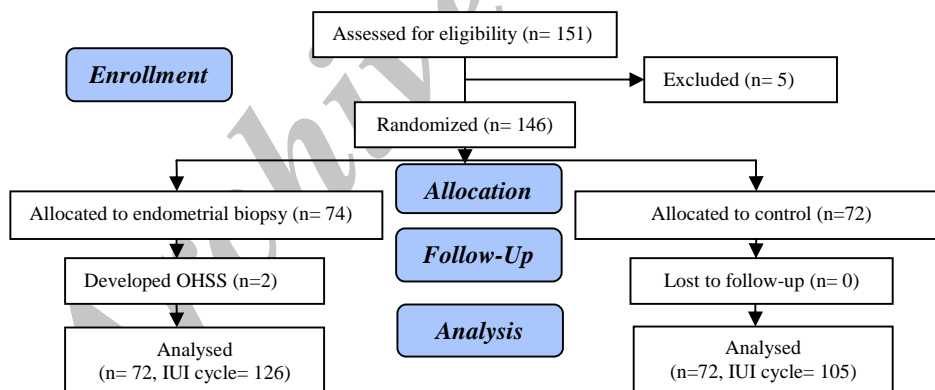 Assessed for eligibility (n= 151)
Enrollment
Excluded (n= 5)
Randomized (n= 146)
Allocation
Allocated to endometrial biopsy (n= 74)
Allocated to control (n=72)
Follow-Up
Developed OHSS (n=2)
Lost to follow-up (n= 0)
Analysis
Analysed
(n= 72, IUI cycle= 126)
Analysed
(n=72, IUI cycle= 105)
Archive